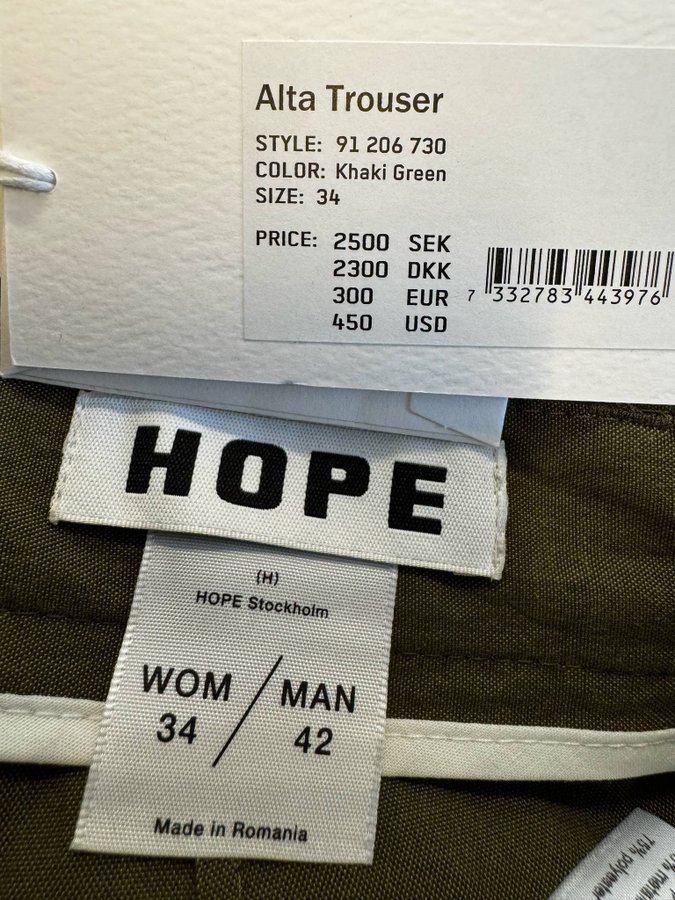 Alta Trouser
STYLE: 91 206 730
COLOR: Khaki Green
SIZE: 34
PRICE: 2500 SEK
2300 DKK
300 EUR
450 USD
7 332783 443976
HOPE
(H)
HOPE Stockholm
WOM / MAN
34 42
Made in Romania
polyester